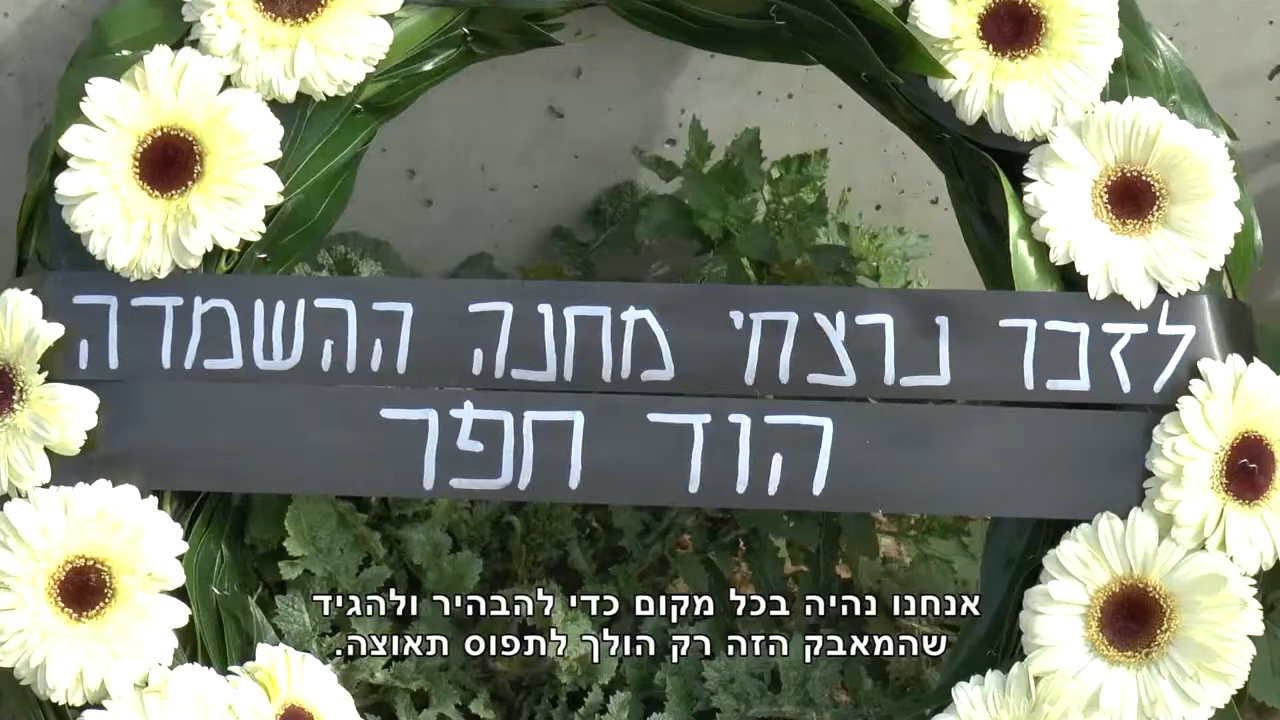 לזכר נרצחי מחנה ההשמדה
הוד חפר
אנחנו נהיה בכל מקום כדי להבהיר ולהגיד
שהמאבק הזה רק הולך לתפוס תאוצה.